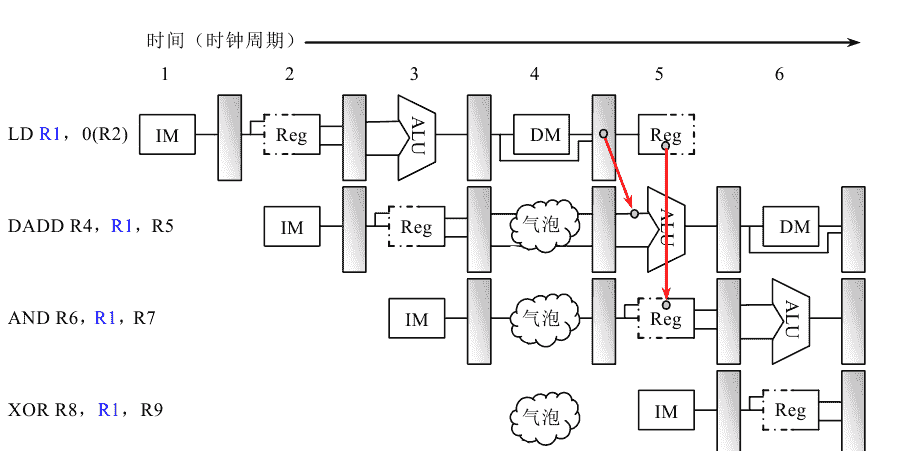 时间（时钟周期）
1 2 3 4 5 6
LD R1，0(R2) IM Reg ALU DM Reg
DADD R4，R1，R5 IM Reg 气泡 ALU DM
AND R6，R1，R7 IM 气泡 Reg ALU
XOR R8，R1，R9 气泡 IM Reg